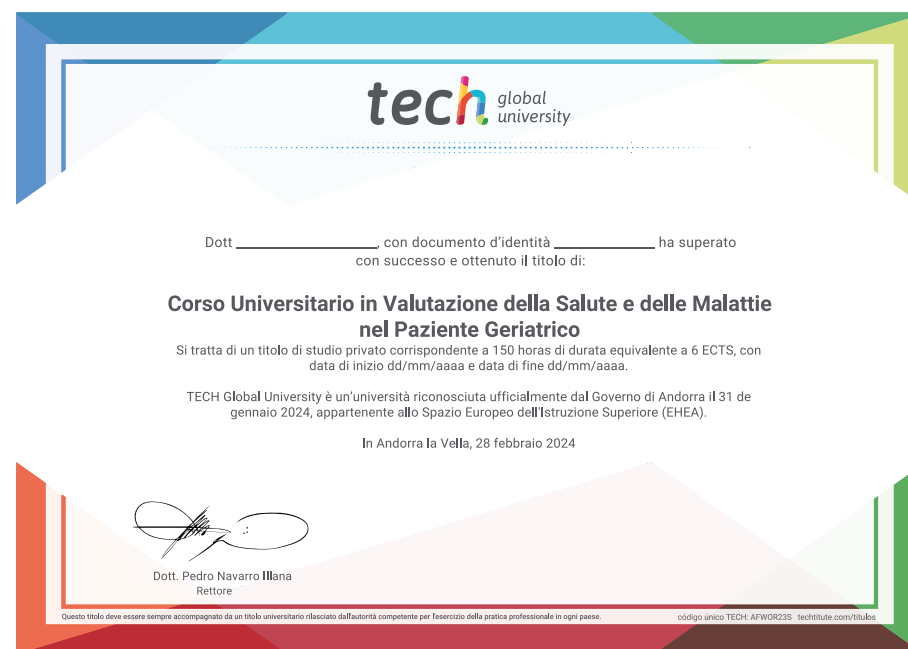 tech global university
Dott , con documento d'identità ha superato
con successo e ottenuto il titolo di:
Corso Universitario in Valutazione della Salute e delle Malattie
nel Paziente Geriatrico
Si tratta di un titolo di studio privato corrispondente a 150 horas di durata equivalente a 6 ECTS, con
data di inizio dd/mm/aaaa e data di fine dd/mm/aaaa.
TECH Global University è un'università riconosciuta ufficialmente dal Governo di Andorra il 31 de
gennaio 2024, appartenente allo Spazio Europeo dell'Istruzione Superiore (EHEA).
In Andorra la Vella, 28 febbraio 2024
Dott. Pedro Navarro Illana
Rettore
Questo titolo deve essere sempre accompagnato da un titolo universitario rilasciato dall'autorità competente per l'esercizio della pratica professionale in ogni paese.
código único TECH: AFWOR23S techtitute.com/titulos